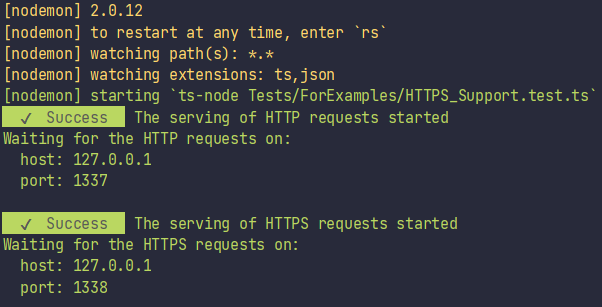 [nodemon] 2.0.12
[nodemon] to restart at any time, enter `rs`
[nodemon] watching path(s): *.*
[nodemon] watching extensions: ts,json
[nodemon] starting `ts-node Tests/ForExamples/HTTPS_Support.test.ts`
✓ Success The serving of HTTP requests started
Waiting for the HTTP requests on:
host: 127.0.0.1
port: 1337
✓ Success The serving of HTTPS requests started
Waiting for the HTTPS requests on:
host: 127.0.0.1
port: 1338